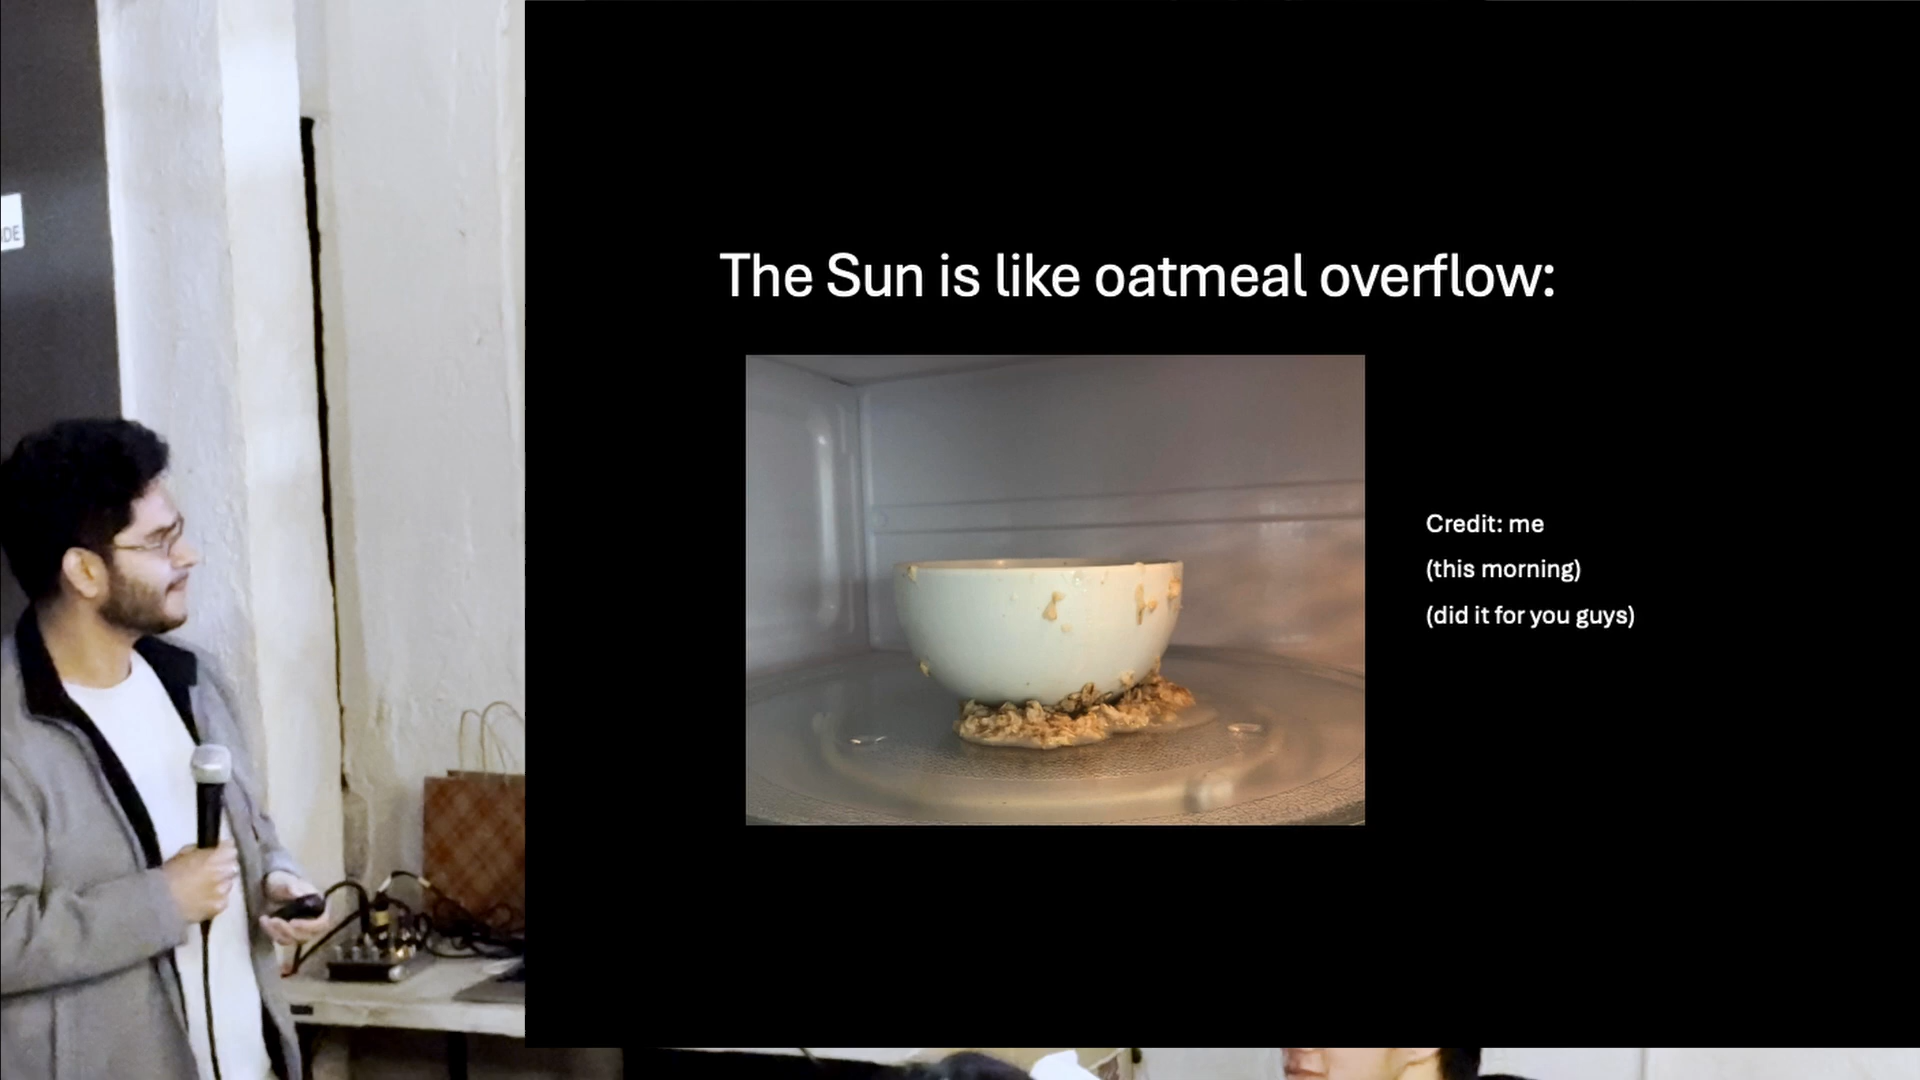 The Sun is like oatmeal overflow:
Credit: me
(this morning)
(did it for you guys)